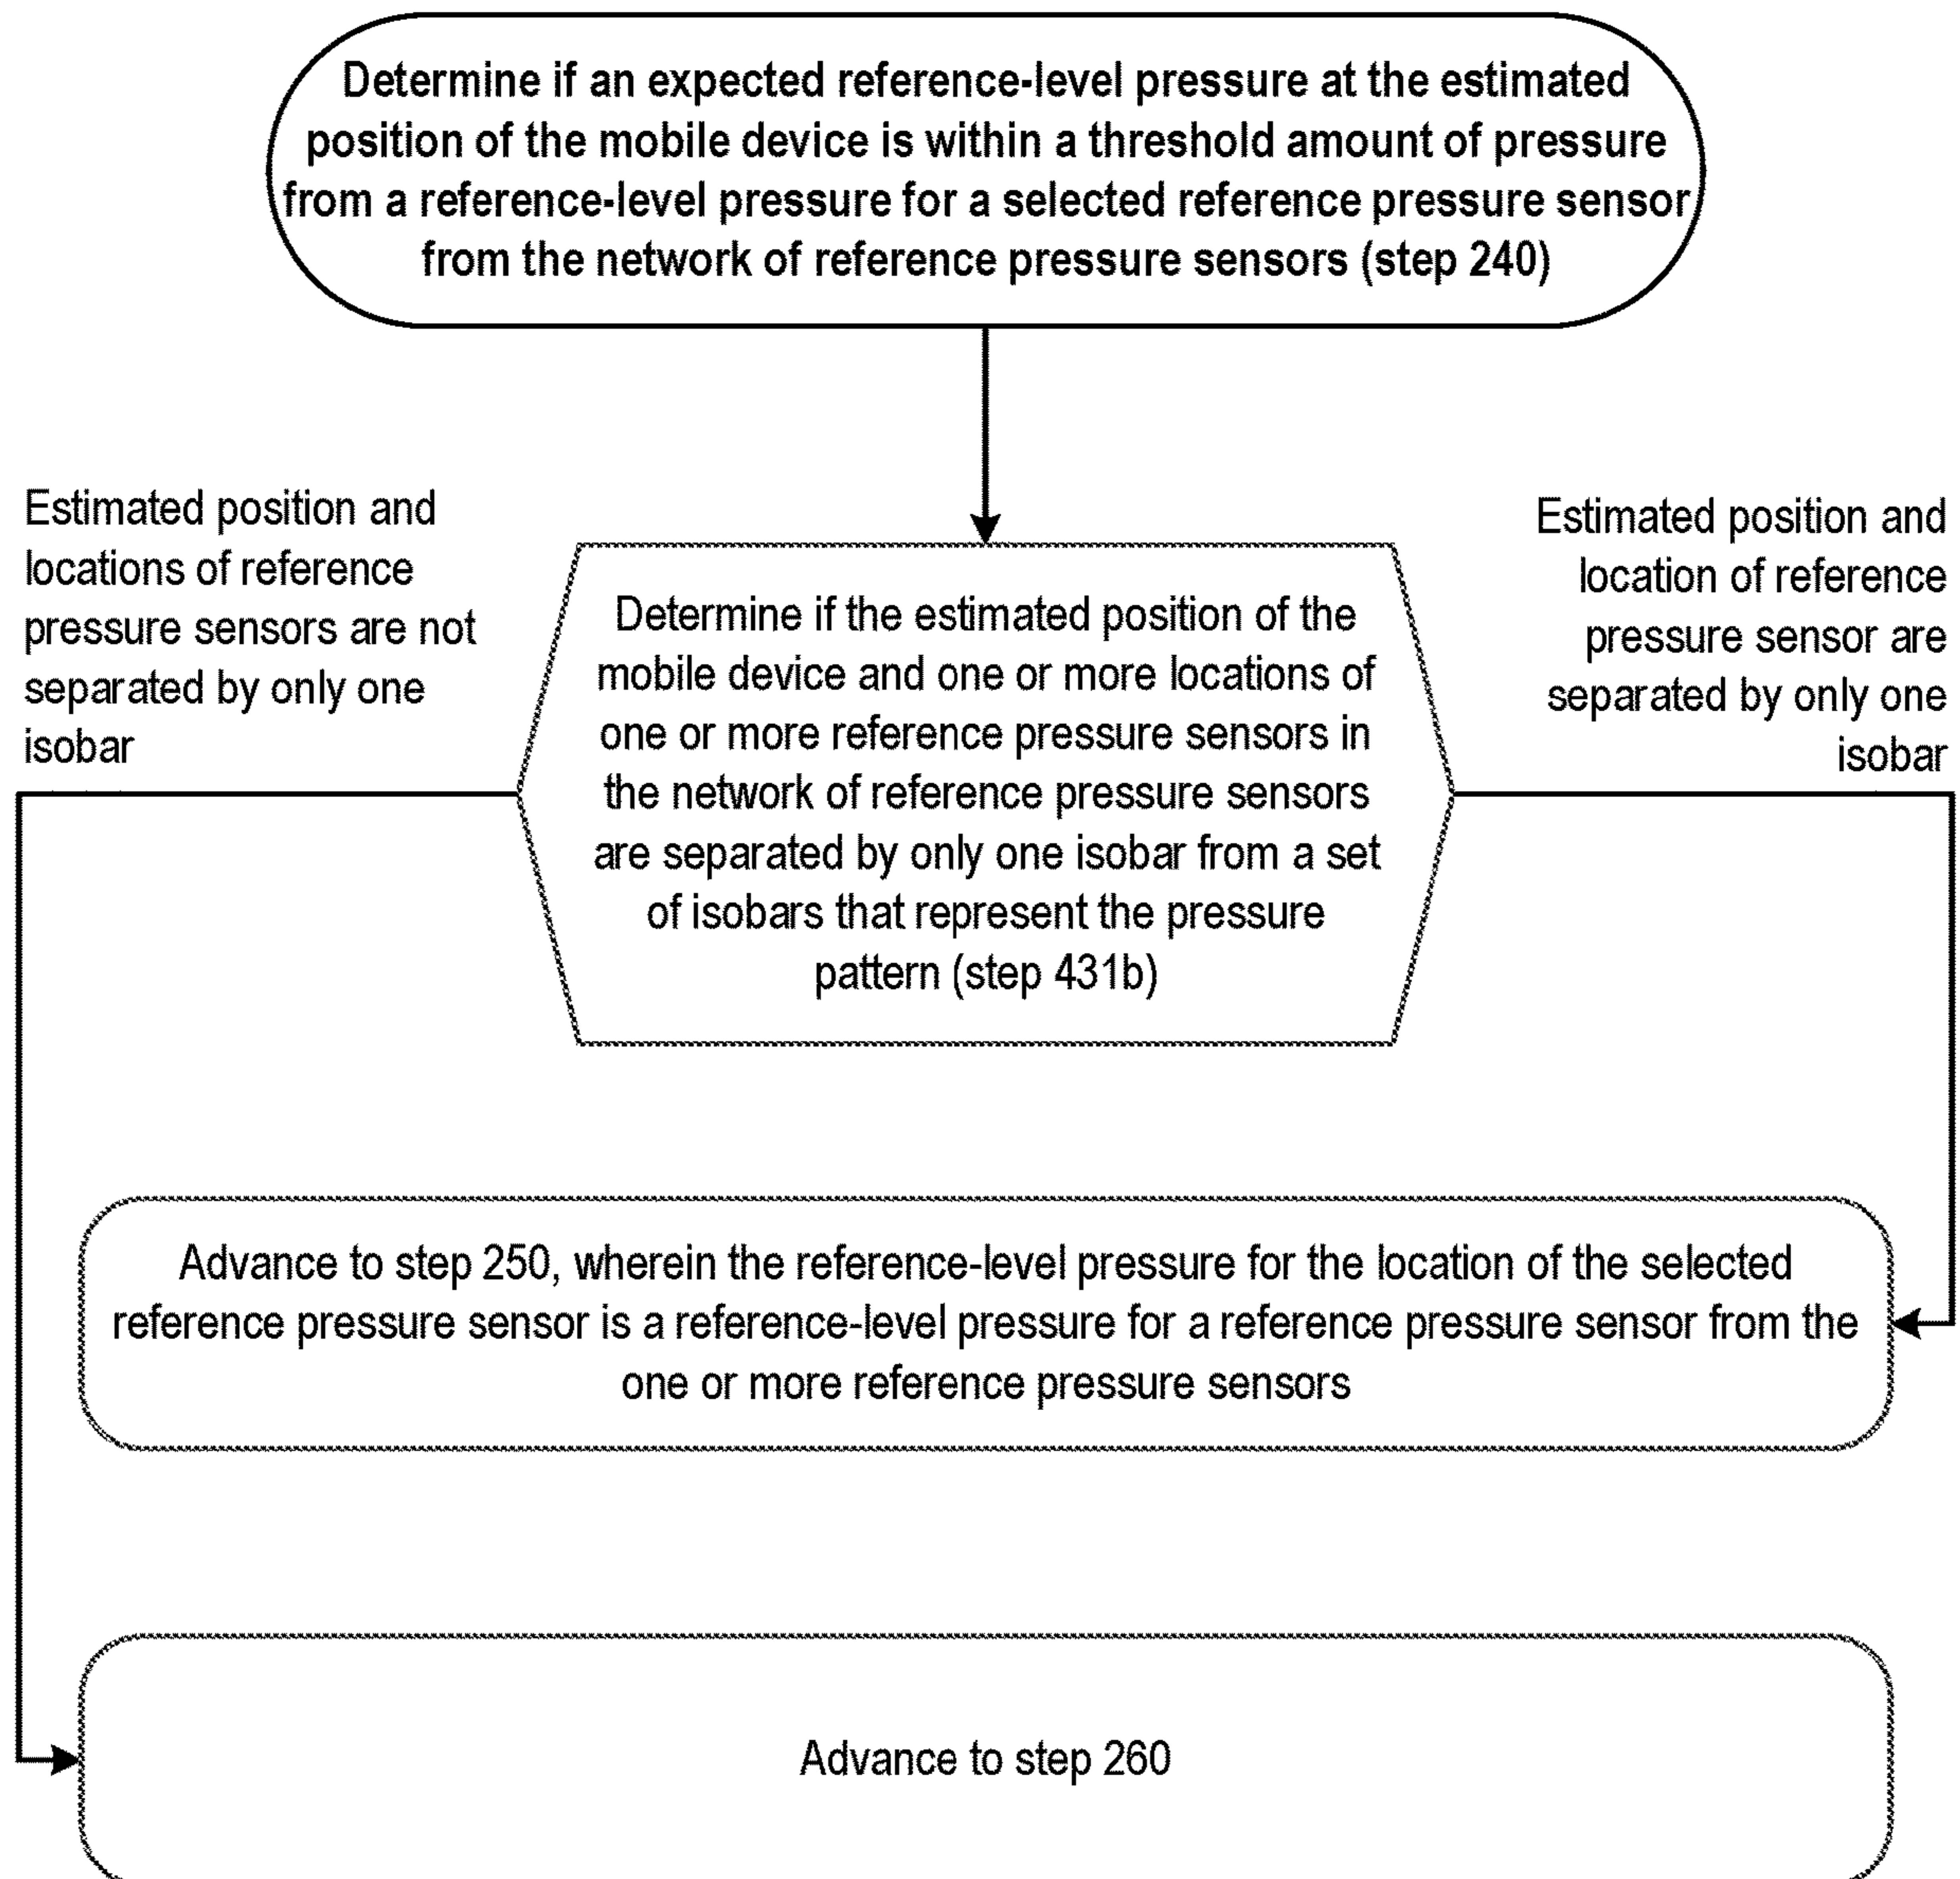 Determine if an expected reference-level pressure at the estimated
position of the mobile device is within a threshold amount of pressure
from a reference-level pressure for a selected reference pressure sensor
from the network of reference pressure sensors (step 240)
Estimated position and
locations of reference
pressure sensors are not
separated by only one
isobar
Estimated position and
location of reference
pressure sensor are
separated by only one
isobar
Determine if the estimated position of the
mobile device and one or more locations of
one or more reference pressure sensors in
the network of reference pressure sensors
are separated by only one isobar from a set
of isobars that represent the pressure
pattern (step 431b)
Advance to step 250, wherein the reference-level pressure for the location of the selected
reference pressure sensor is a reference-level pressure for a reference pressure sensor from the
one or more reference pressure sensors
Advance to step 260